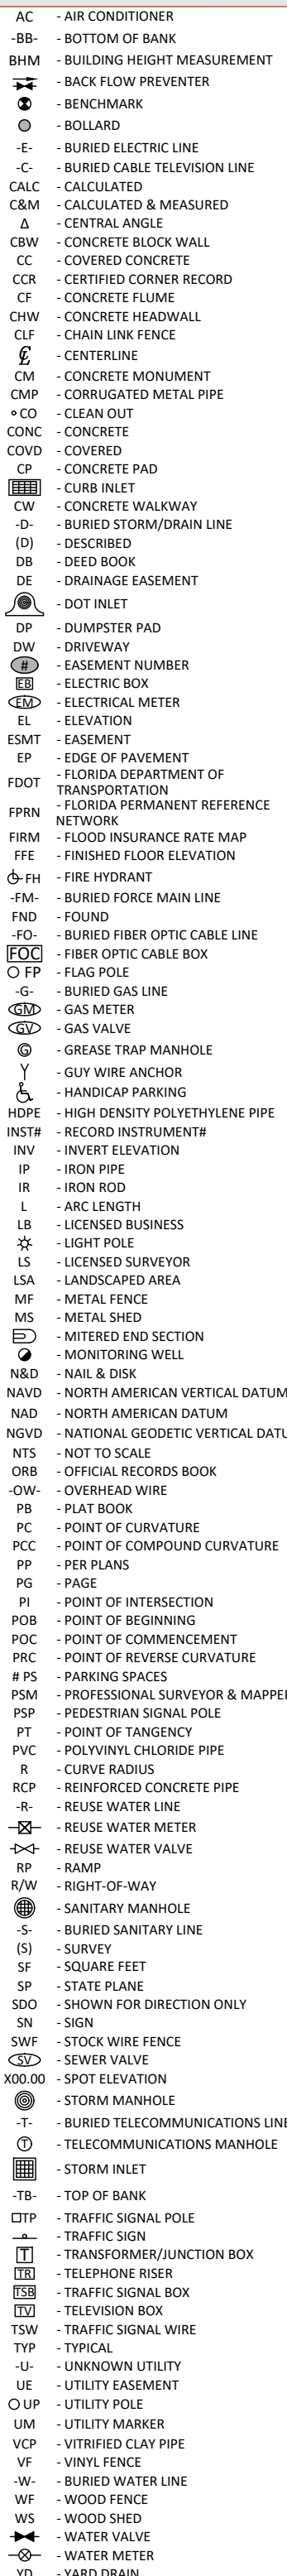 AC - AIR CONDITIONER
-BB- - BOTTOM OF BANK
BHM - BUILDING HEIGHT MEASUREMENT
- BACK FLOW PREVENTER
- BENCHMARK
- BOLLARD
-E- - BURIED ELECTRIC LINE
-C- - BURIED CABLE TELEVISION LINE
CALC - CALCULATED
C&M - CALCULATED & MEASURED
Δ - CENTRAL ANGLE
CBW - CONCRETE BLOCK WALL
CC - COVERED CONCRETE
CCR - CERTIFIED CORNER RECORD
CF - CONCRETE FLUME
CHW - CONCRETE HEADWALL
CLF - CHAIN LINK FENCE
℄ - CENTERLINE
CM - CONCRETE MONUMENT
CMP - CORRUGATED METAL PIPE
CO - CLEAN OUT
CONC - CONCRETE
COVD - COVERED
CP - CONCRETE PAD
- CURB INLET
CW - CONCRETE WALKWAY
-D- - BURIED STORM/DRAIN LINE
(D) - DESCRIBED
DB - DEED BOOK
DE - DRAINAGE EASEMENT
- DOT INLET
DP - DUMPSTER PAD
DW - DRIVEWAY
# - EASEMENT NUMBER
EB - ELECTRIC BOX
EM - ELECTRICAL METER
EL - ELEVATION
ESMT - EASEMENT
EP - EDGE OF PAVEMENT
FDOT - FLORIDA DEPARTMENT OF
TRANSPORTATION
FPRN - FLORIDA PERMANENT REFERENCE
NETWORK
FIRM - FLOOD INSURANCE RATE MAP
FFE - FINISHED FLOOR ELEVATION
FH - FIRE HYDRANT
-FM- - BURIED FORCE MAIN LINE
FND - FOUND
-FO- - BURIED FIBER OPTIC CABLE LINE
FOC - FIBER OPTIC CABLE BOX
FP - FLAG POLE
-G- - BURIED GAS LINE
GM - GAS METER
GV - GAS VALVE
G - GREASE TRAP MANHOLE
- GUY WIRE ANCHOR
- HANDICAP PARKING
HDPE - HIGH DENSITY POLYETHYLENE PIPE
INST# - RECORD INSTRUMENT#
INV - INVERT ELEVATION
IP - IRON PIPE
IR - IRON ROD
L - ARC LENGTH
LB - LICENSED BUSINESS
- LIGHT POLE
LS - LICENSED SURVEYOR
LSA - LANDSCAPED AREA
MF - METAL FENCE
MS - METAL SHED
- MITERED END SECTION
- MONITORING WELL
N&D - NAIL & DISK
NAVD - NORTH AMERICAN VERTICAL DATUM
NAD - NORTH AMERICAN DATUM
NGVD - NATIONAL GEODETIC VERTICAL DATU
NTS - NOT TO SCALE
ORB - OFFICIAL RECORDS BOOK
-OW- - OVERHEAD WIRE
PB - PLAT BOOK
PC - POINT OF CURVATURE
PCC - POINT OF COMPOUND CURVATURE
PP - PER PLANS
PG - PAGE
PI - POINT OF INTERSECTION
POB - POINT OF BEGINNING
POC - POINT OF COMMENCEMENT
PRC - POINT OF REVERSE CURVATURE
# PS - PARKING SPACES
PSM - PROFESSIONAL SURVEYOR & MAPPER
PSP - PEDESTRIAN SIGNAL POLE
PT - POINT OF TANGENCY
PVC - POLYVINYL CHLORIDE PIPE
R - CURVE RADIUS
RCP - REINFORCED CONCRETE PIPE
-R- - REUSE WATER LINE
- REUSE WATER METER
- REUSE WATER VALVE
RP - RAMP
R/W - RIGHT-OF-WAY
- SANITARY MANHOLE
-S- - BURIED SANITARY LINE
(S) - SURVEY
SF - SQUARE FEET
SP - STATE PLANE
SDO - SHOWN FOR DIRECTION ONLY
SN - SIGN
SWF - STOCK WIRE FENCE
SV - SEWER VALVE
X00.00 - SPOT ELEVATION
- STORM MANHOLE
-T- - BURIED TELECOMMUNICATIONS LINE
T - TELECOMMUNICATIONS MANHOLE
- STORM INLET
-TB- - TOP OF BANK
TP - TRAFFIC SIGNAL POLE
- TRAFFIC SIGN
T - TRANSFORMER/JUNCTION BOX
TR - TELEPHONE RISER
TSB - TRAFFIC SIGNAL BOX
TV - TELEVISION BOX
TSW - TRAFFIC SIGNAL WIRE
TYP - TYPICAL
-U- - UNKNOWN UTILITY
UE - UTILITY EASEMENT
UP - UTILITY POLE
UM - UTILITY MARKER
VCP - VITRIFIED CLAY PIPE
VF - VINYL FENCE
-W- - BURIED WATER LINE
WF - WOOD FENCE
WS - WOOD SHED
- WATER VALVE
- WATER METER
YD - YARD DRAIN